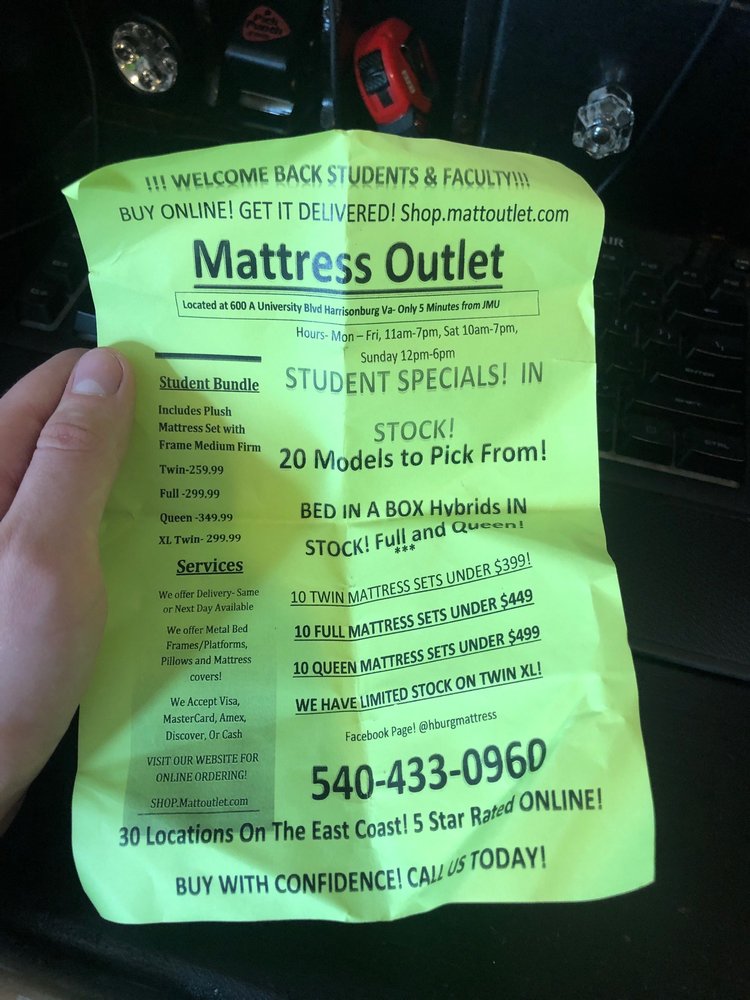 !!! WELCOME BACK STUDENTS & FACULTY!!!
BUY ONLINE! GET IT DELIVERED! Shop.mattoutlet.com
Mattress Outlet
Located at 600 A University Blvd Harrisonburg Va- Only 5 Minutes from JMU
Hours- Mon – Fri, 11am-7pm, Sat 10am-7pm,
Sunday 12pm-6pm
Student Bundle
Includes Plush
Mattress Set with
Frame Medium Firm
Twin-259.99
Full -299.99
Queen -349.99
XL Twin- 299.99
Services
We offer Delivery- Same
or Next Day Available
We offer Metal Bed
Frames/Platforms,
Pillows and Mattress
covers!
We Accept Visa,
MasterCard, Amex,
Discover, Or Cash
VISIT OUR WEBSITE FOR
ONLINE ORDERING!
SHOP.Mattoutlet.com
STUDENT SPECIALS! IN
STOCK!
20 Models to Pick From!
BED IN A BOX Hybrids IN
STOCK! Full and Queen!
***
10 TWIN MATTRESS SETS UNDER $399!
10 FULL MATTRESS SETS UNDER $449
10 QUEEN MATTRESS SETS UNDER $499
WE HAVE LIMITED STOCK ON TWIN XL!
Facebook Page! @hburgmattress
540-433-0960
30 Locations On The East Coast! 5 Star Rated ONLINE!
BUY WITH CONFIDENCE! CALL US TODAY!
Pick
Punch